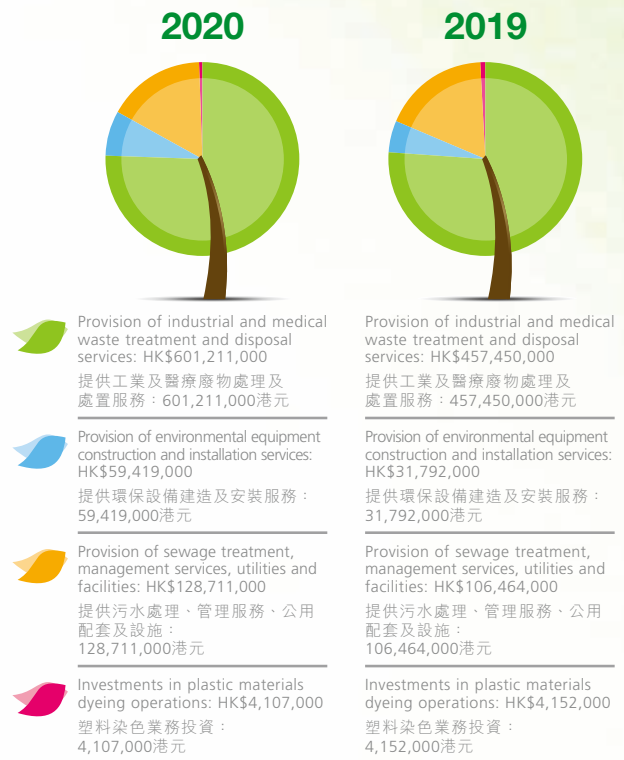 2020
Provision of industrial and medical
waste treatment and disposal
services: HK$601,211,000
提供工業及醫療廢物處理及
處置服務：601,211,000港元
Provision of environmental equipment
construction and installation services:
HK$59,419,000
提供環保設備建造及安裝服務：
59,419,000港元
Provision of sewage treatment,
management services, utilities and
facilities: HK$128,711,000
提供污水處理、管理服務、公用
配套及設施：
128,711,000港元
Investments in plastic materials
dyeing operations: HK$4,107,000
塑料染色業務投資：
4,107,000港元
2019
Provision of industrial and medical
waste treatment and disposal
services: HK$457,450,000
提供工業及醫療廢物處理及
處置服務：457,450,000港元
Provision of environmental equipment
construction and installation services:
HK$31,792,000
提供環保設備建造及安裝服務：
31,792,000港元
Provision of sewage treatment,
management services, utilities and
facilities: HK$106,464,000
提供污水處理、管理服務、公用
配套及設施：
106,464,000港元
Investments in plastic materials
dyeing operations: HK$4,152,000
塑料染色業務投資：
4,152,000港元